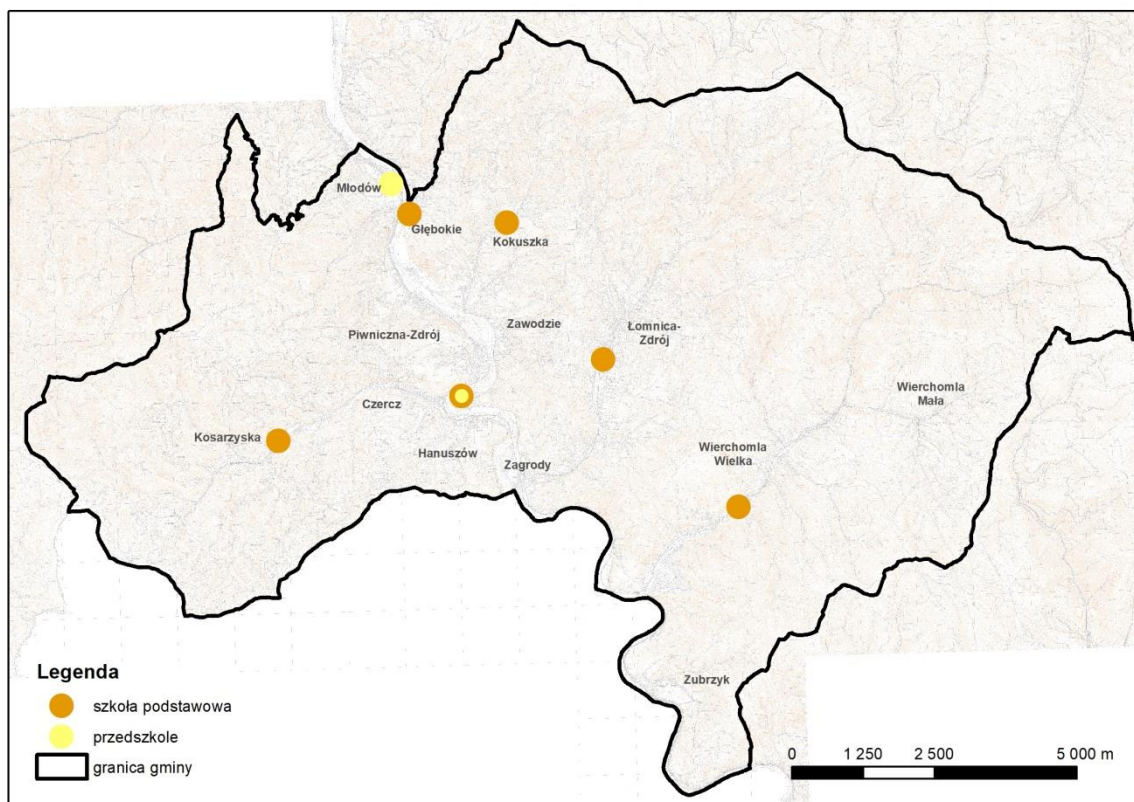 Młodów
Głębokie
Kokuszka
Piwniczna-Zdrój
Zawodzie
Łomnica-
Zdrój
Czercz
Wierchomla
Mała
Kosarzyska
Hanuszów
Zagrody
Wierchomla
Wielka
Zubrzyk
Legenda
szkoła podstawowa
przedszkole
granica gminy
0 1 250 2 500 5 000 m